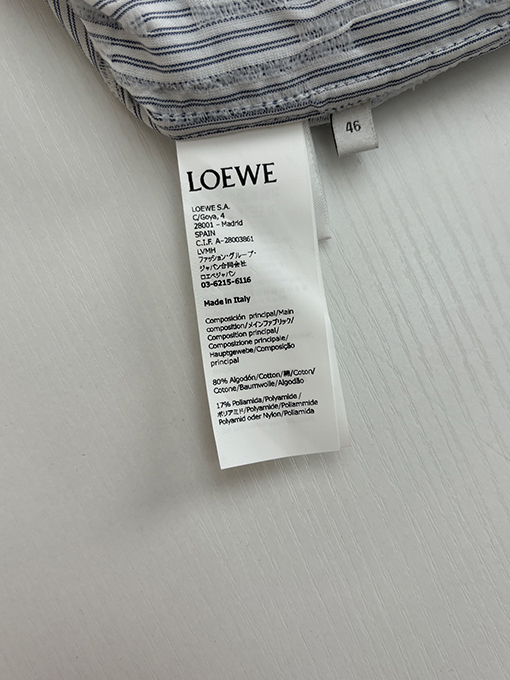 46
LOEWE
LOEWE S.A.
C/Goya, 4
28001 - Madrid
SPAIN
C.I.F. A-28003861
LVMH
ファッション・グループ・
ジャパン合同会社
ロエベジャパン
03-6215-6116
Made in Italy
Composición principal/Main
composition/メインファブリック/
Composition principal/
Composizione principale/
Hauptgewebe/Composição
principal
80% Algodón/Cotton/綿/Coton/
Cotone/Baumwolle/Algodão
17% Poliamida/Polyamide/
ポリアミド/Polyamide/Poliammide
Polyamid oder Nylon/Poliamida